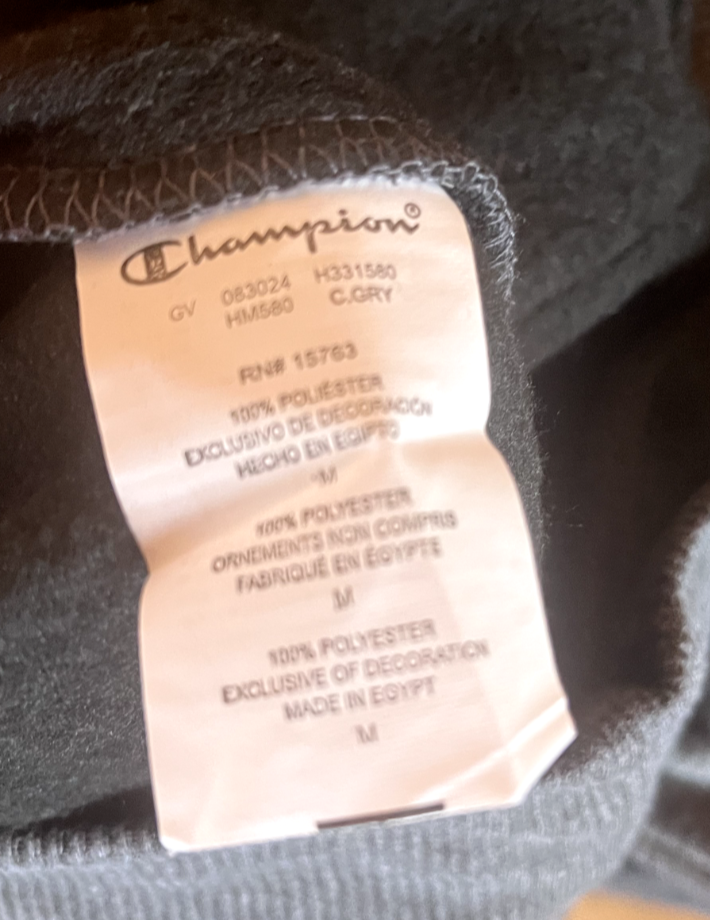 Champion®
GV 083024 H331580
HM580 C.GRY
RN# 15763
100% POLIÉSTER
EXCLUSIVO DE DECORACIÓN
HECHO EN EGIPTO
M
100% POLYESTER
ORNEMENTS NON COMPRIS
FABRIQUÉ EN ÉGYPTE
M
100% POLYESTER
EXCLUSIVE OF DECORATION
MADE IN EGYPT
M